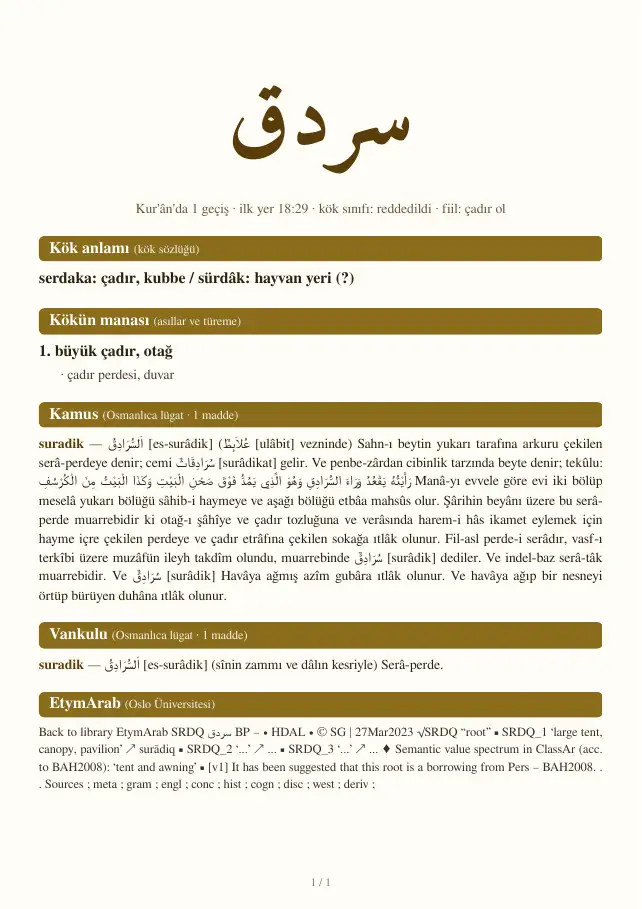 سردق
Kur'ân'da 1 geçiş · ilk yer 18:29 · kök sınıfı: reddedildi · fiil: çadır ol
Kök anlamı (kök sözlüğü)
serdaka: çadır, kubbe / sürdâk: hayvan yeri (?)
Kökün manası (asıllar ve türeme)
1. büyük çadır, otağ
· çadır perdesi, duvar
Kamus (Osmanlıca lügat · 1 madde)
suradik — اَلسُّرَادِقُ [es-surâdik] (عُلَابِطٌ [ulâbit] vezninde) Sahn-ı beytin yukarı tarafına arkuru çekilen
serâ-perdeye denir; cemi سُرَادِقَاتٌ [surâdikat] gelir. Ve penbe-zârdan cibinlik tarzında beyte denir; tekûlu:
رَأَيْتُهُ يَقْعُدُ وَرَاءَ السُّرَادِقِ وَهُوَ الَّذِي يَمُدُّ فَوْقَ صَحْنِ الْبَيْتِ وَكَذَا الْبَيْتُ مِنَ الْكُرْسُفِ Manâ-yı evvele göre evi iki bölüp
meselâ yukarı bölüğü sâhib-i haymeye ve aşağı bölüğü etbâa mahsûs olur. Şârihin beyânı üzere bu serâ-
perde muarrebidir ki otağ-ı şâhîye ve çadır tozluğuna ve verâsında harem-i hâs ikamet eylemek için
hayme içre çekilen perdeye ve çadır etrâfına çekilen sokağa ıtlâk olunur. Fil-asl perde-i serâdır, vasf-ı
terkîbi üzere muzâfün ileyh takdîm olundu, muarrebinde سُرَادِقٌ [surâdik] dediler. Ve indel-baz serâ-tâk
muarrebidir. Ve سُرَادِقٌ [surâdik] Havâya ağmış azîm gubâra ıtlâk olunur. Ve havâya ağıp bir nesneyi
örtüp bürüyen duhâna ıtlâk olunur.
Vankulu (Osmanlıca lügat · 1 madde)
suradik — اَلسُّرَادِقُ [es-surâdik] (sînin zammı ve dâlın kesriyle) Serâ-perde.
EtymArab (Oslo Üniversitesi)
Back to library EtymArab SRDQ سردق BP – • HDAL • © SG | 27Mar2023 √SRDQ “root” ▪ SRDQ_1 ‘large tent,
canopy, pavilion’ ↗ surādiq ▪ SRDQ_2 ‘...’ ↗ ... ▪ SRDQ_3 ‘...’ ↗ ... ♦ Semantic value spectrum in ClassAr (acc.
to BAH2008): ‘tent and awning’ ▪ [v1] It has been suggested that this root is a borrowing from Pers – BAH2008. .
. Sources ; meta ; gram ; engl ; conc ; hist ; cogn ; disc ; west ; deriv ;
1 / 1